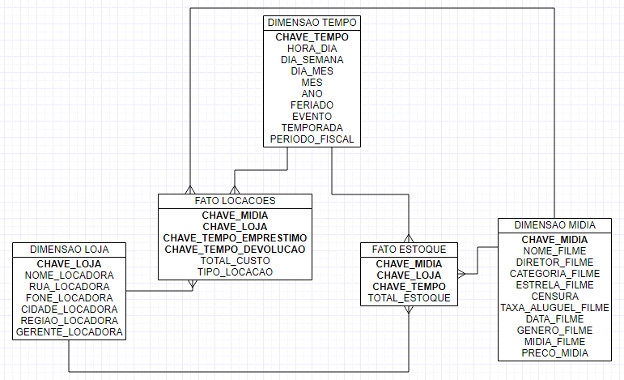 DIMENSAO TEMPO
CHAVE_TEMPO
HORA_DIA
DIA_SEMANA
DIA_MES
MES
ANO
FERIADO
EVENTO
TEMPORADA
PERIODO_FISCAL
FATO LOCACOES
CHAVE_MIDIA
CHAVE_LOJA
CHAVE_TEMPO_EMPRESTIMO
CHAVE_TEMPO_DEVOLUCAO
TOTAL_CUSTO
TIPO_LOCACAO
DIMENSAO LOJA
CHAVE_LOJA
NOME_LOCADORA
RUA_LOCADORA
FONE_LOCADORA
CIDADE_LOCADORA
REGIAO_LOCADORA
GERENTE_LOCADORA
FATO ESTOQUE
CHAVE_MIDIA
CHAVE_LOJA
CHAVE_TEMPO
TOTAL_ESTOQUE
DIMENSAO MIDIA
CHAVE_MIDIA
NOME_FILME
DIRETOR_FILME
CATEGORIA_FILME
ESTRELA_FILME
CENSURA
TAXA_ALUGUEL_FILME
DATA_FILME
GENERO_FILME
MIDIA_FILME
PRECO_MIDIA